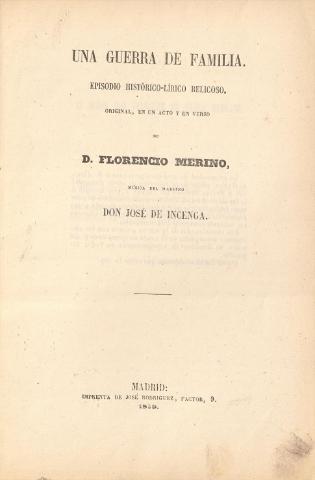 UNA GUERRA DE FAMILIA.
EPISODIO HISTÓRICO-LÍRICO BELICOSO,
ORIGINAL, EN UN ACTO Y EN VERSO
DE
D. FLORENCIO MERINO,
MÚSICA DEL MAESTRO
DON JOSÉ DE INCENGA.
MADRID:
IMPRENTA DE JOSÉ RODRIGUEZ, FACTOR, 9.
1859.